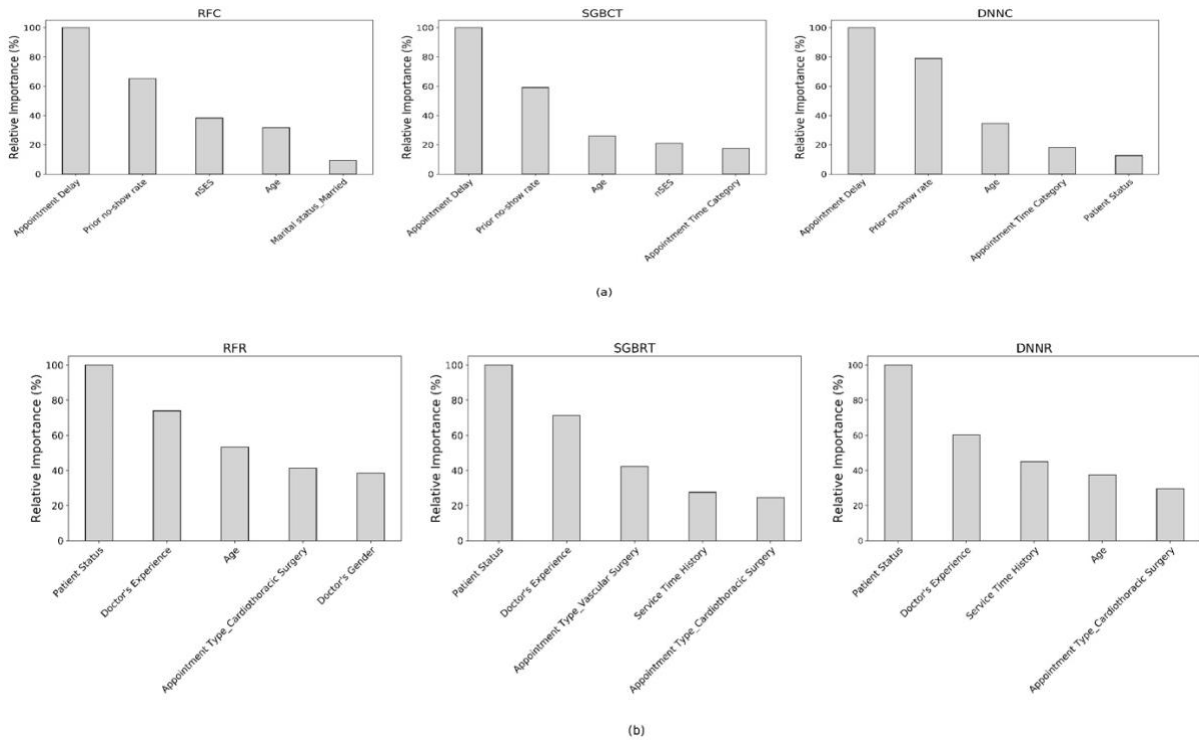 RFC
Relative Importance (%)
100
80
60
40
20
0
Appointment Delay
Prior no-show rate
nSES
Age
Marital status_Married
SGBCT
Relative Importance (%)
100
80
60
40
20
0
Appointment Delay
Prior no-show rate
Age
nSES
Appointment Time Category
DNNC
Relative Importance (%)
100
80
60
40
20
0
Appointment Delay
Prior no-show rate
Age
Appointment Time Category
Patient Status
(a)
RFR
Relative Importance (%)
100
80
60
40
20
0
Patient Status
Doctor's Experience
Age
Appointment Type_Cardiothoracic Surgery
Doctor's Gender
SGBRT
Relative Importance (%)
100
80
60
40
20
0
Patient Status
Doctor's Experience
Appointment Type_Vascular Surgery
Service Time History
Appointment Type_Cardiothoracic Surgery
DNNR
Relative Importance (%)
100
80
60
40
20
0
Patient Status
Doctor's Experience
Service Time History
Age
Appointment Type_Cardiothoracic Surgery
(b)